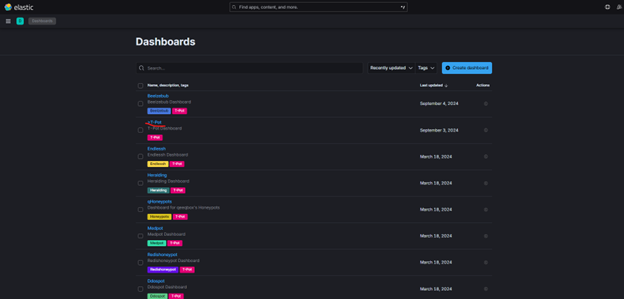 elastic
Find apps, content, and more.
Dashboards
Dashboards
Search...
Recently updated
Tags
Create dashboard
Name, description, tags
Last updated
Actions
Beelzebub
Beelzebub Dashboard
Beelzebub T-Pot
September 4, 2024
>T-Pot
T-Pot Dashboard
T-Pot
September 3, 2024
Endlessh
Endlessh Dashboard
Endlessh T-Pot
March 18, 2024
Heralding
Heralding Dashboard
Heralding T-Pot
March 18, 2024
qHoneypots
Dashboard for qeeqbox's Honeypots
Honeypots T-Pot
March 18, 2024
Medpot
Medpot Dashboard
Medpot T-Pot
March 18, 2024
Redishoneypot
Redishoneypot Dashboard
Redishoneypot T-Pot
March 18, 2024
Ddospot
Ddospot Dashboard
Ddospot T-Pot
March 18, 2024